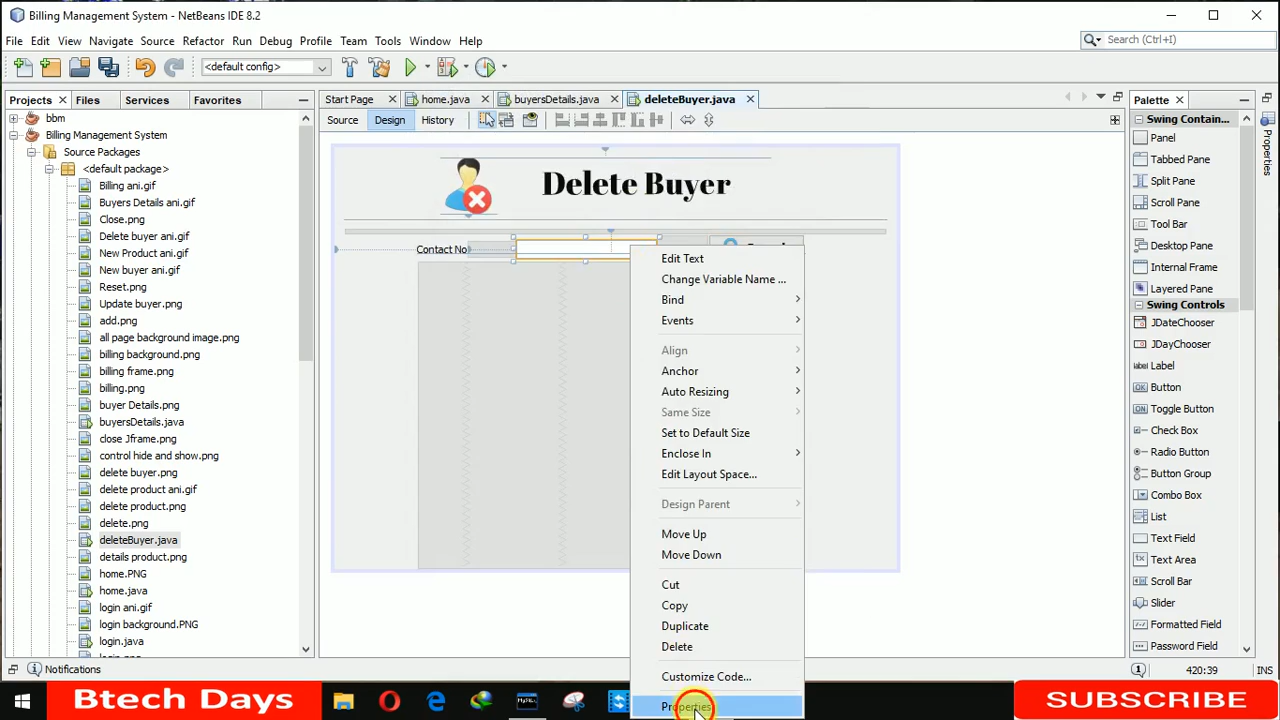 Billing Management System - NetBeans IDE 8.2
File Edit View Navigate Source Refactor Run Debug Profile Team Tools Window Help
Search (Ctrl+I)
<default config>
Projects Files Services Favorites
Start Page home.java buyersDetails.java deleteBuyer.java
Palette
Source Design History
bbm
Billing Management System
Source Packages
<default package>
Billing ani.gif
Buyers Details ani.gif
Close.png
Delete buyer ani.gif
New Product ani.gif
New buyer ani.gif
Reset.png
Update buyer.png
add.png
all page background image.png
billing background.png
billing frame.png
billing.png
buyer Details.png
buyersDetails.java
close Jframe.png
control hide and show.png
delete buyer.png
delete product ani.gif
delete product.png
delete.png
deleteBuyer.java
details product.png
home.PNG
home.java
login ani.gif
login background.PNG
login.java
Delete Buyer
Contact No
Edit Text
Change Variable Name ...
Bind
Events
Align
Anchor
Auto Resizing
Same Size
Set to Default Size
Enclose In
Edit Layout Space...
Design Parent
Move Up
Move Down
Cut
Copy
Duplicate
Delete
Customize Code...
Properties
Swing Contain...
Panel
Tabbed Pane
Split Pane
Scroll Pane
Tool Bar
Desktop Pane
Internal Frame
Layered Pane
Swing Controls
JDateChooser
JDayChooser
Label
Button
Toggle Button
Check Box
Radio Button
Button Group
Combo Box
List
Text Field
Text Area
Scroll Bar
Slider
Formatted Field
Password Field
Properties
Notifications
420:39 INS
Btech Days
SUBSCRIBE